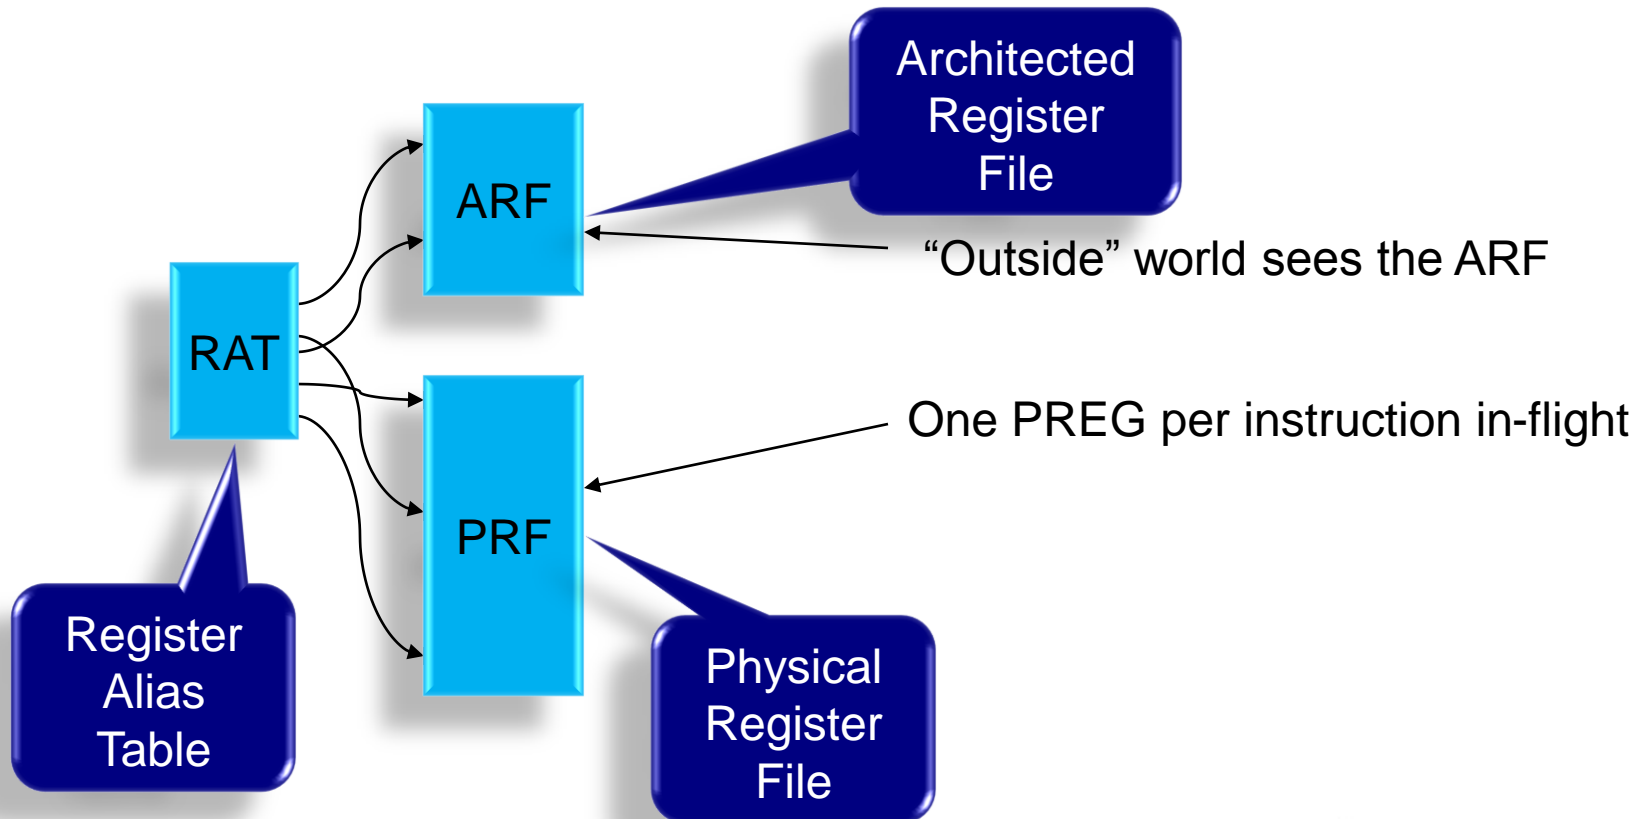 Architected
Register
File
ARF
“Outside” world sees the ARF
RAT
One PREG per instruction in-flight
PRF
Register
Alias
Table
Physical
Register
File